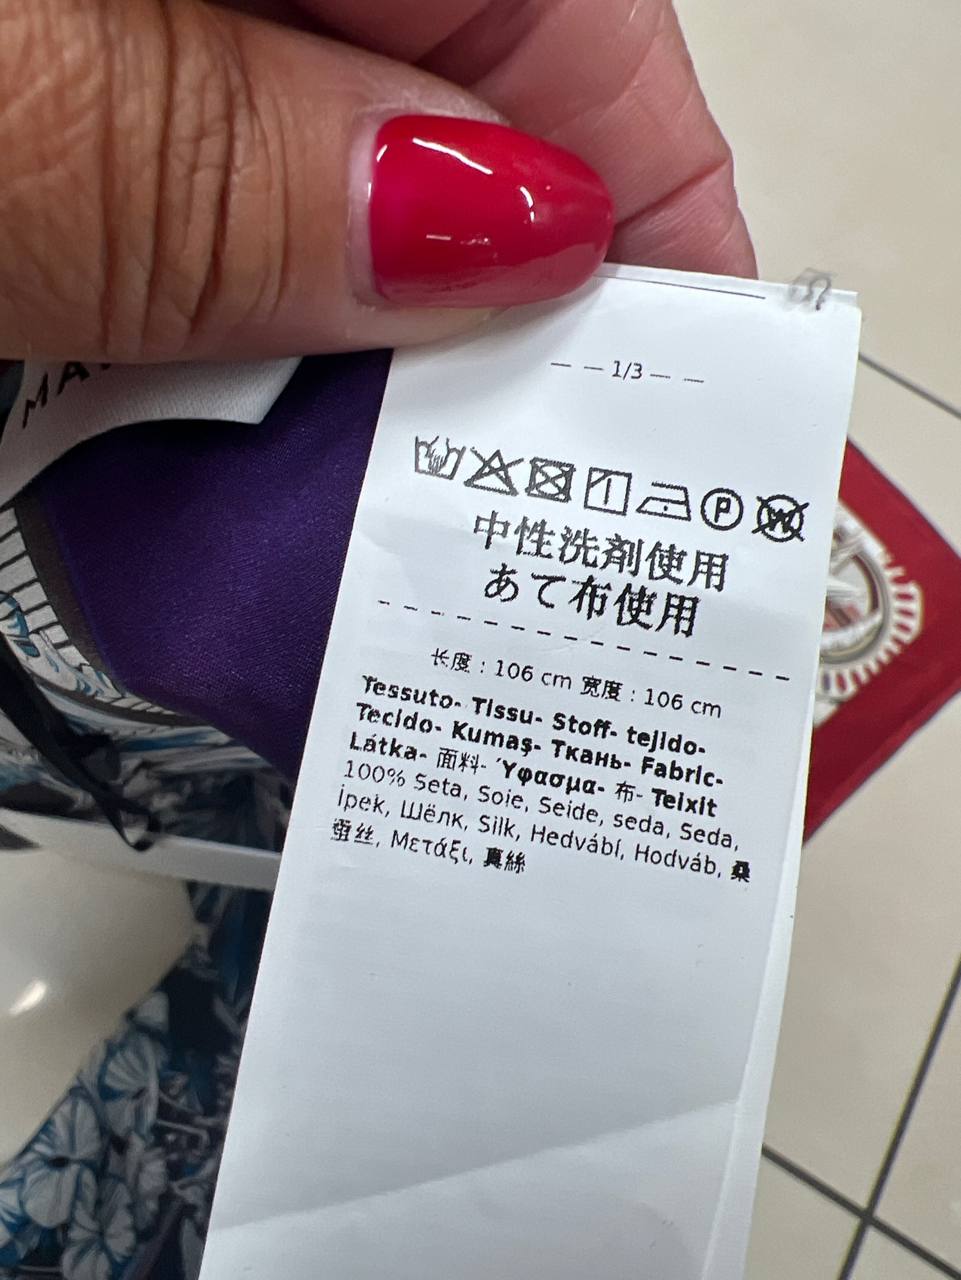 — — 1/3 — —
P
W
中性洗剤使用
あて布使用
长度 : 106 cm 宽度 : 106 cm
Tessuto- Tissu- Stoff- tejido-
Tecido- Kumaş- Ткань- Fabric-
Látka- 面料- Ύφασμα- 布- Teixit
100% Seta, Soie, Seide, seda, Seda,
İpek, Шёлк, Silk, Hedvábí, Hodváb, 桑
蚕丝, Μετάξι, 真絲